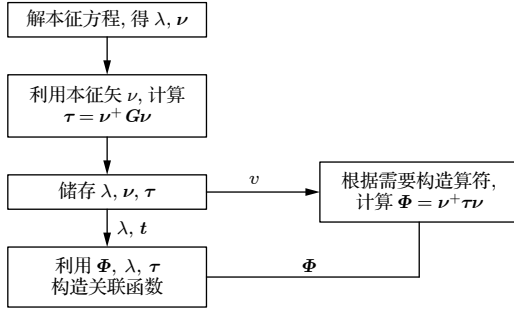 解本征方程, 得 λ, ν
利用本征矢 ν, 计算
τ = ν⁺Gν
储存 λ, ν, τ
v
根据需要构造算符,
计算 Φ = ν⁺τν
λ, t
利用 Φ, λ, τ
构造关联函数
Φ